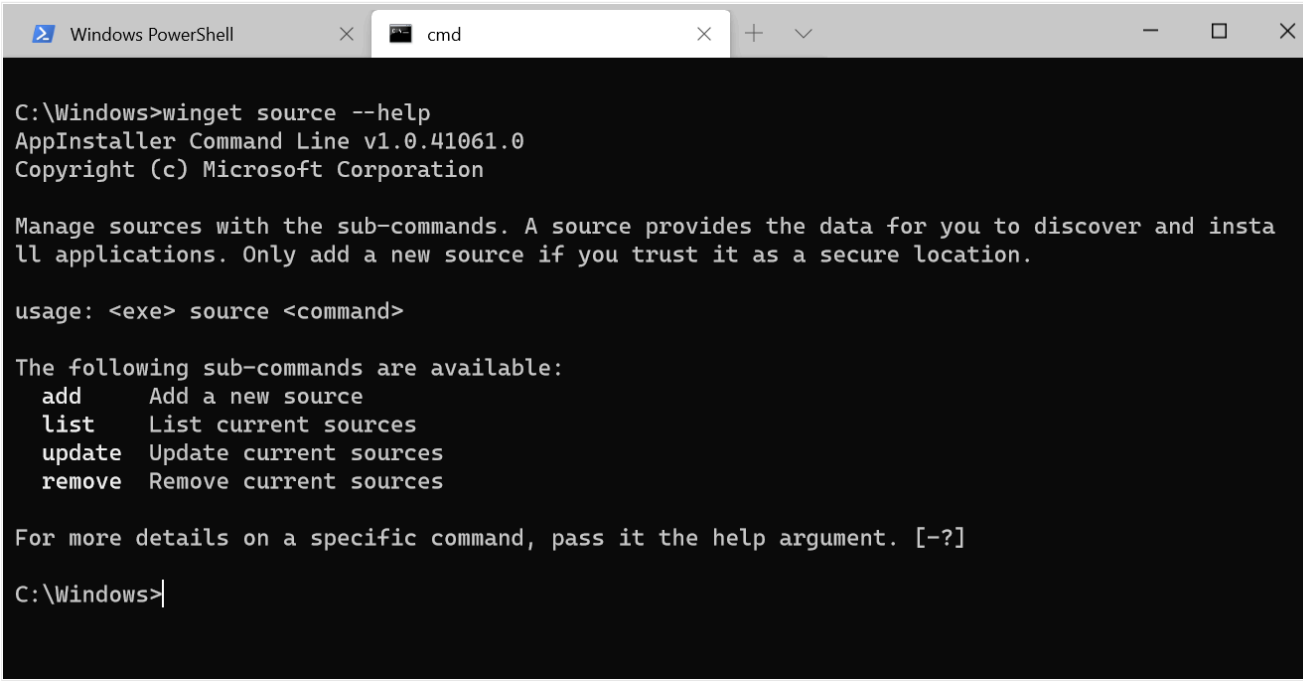 Windows PowerShell
cmd
C:\Windows>winget source --help
AppInstaller Command Line v1.0.41061.0
Copyright (c) Microsoft Corporation
Manage sources with the sub-commands. A source provides the data for you to discover and insta
ll applications. Only add a new source if you trust it as a secure location.
usage: <exe> source <command>
The following sub-commands are available:
  add     Add a new source
  list    List current sources
  update  Update current sources
  remove  Remove current sources
For more details on a specific command, pass it the help argument. [-?]
C:\Windows>